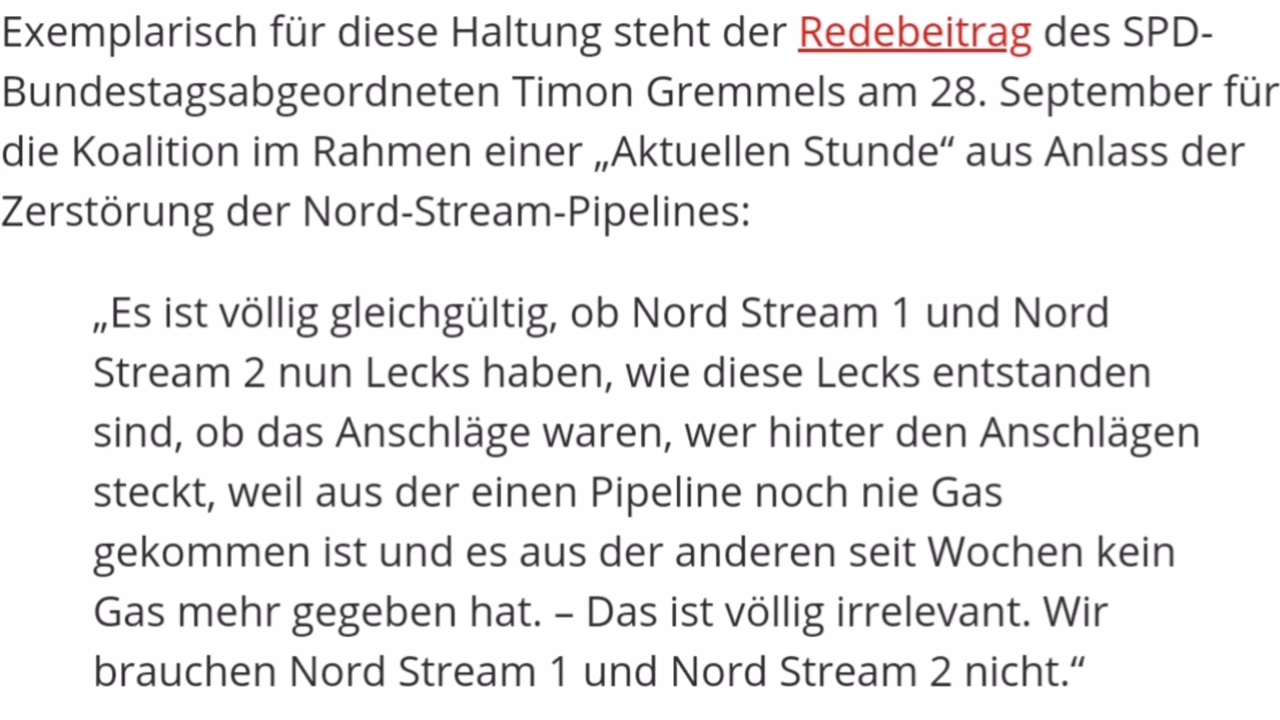 Exemplarisch für diese Haltung steht der Redebeitrag des SPD-
Bundestagsabgeordneten Timon Gremmels am 28. September für
die Koalition im Rahmen einer „Aktuellen Stunde“ aus Anlass der
Zerstörung der Nord-Stream-Pipelines:
„Es ist völlig gleichgültig, ob Nord Stream 1 und Nord
Stream 2 nun Lecks haben, wie diese Lecks entstanden
sind, ob das Anschläge waren, wer hinter den Anschlägen
steckt, weil aus der einen Pipeline noch nie Gas
gekommen ist und es aus der anderen seit Wochen kein
Gas mehr gegeben hat. – Das ist völlig irrelevant. Wir
brauchen Nord Stream 1 und Nord Stream 2 nicht.“